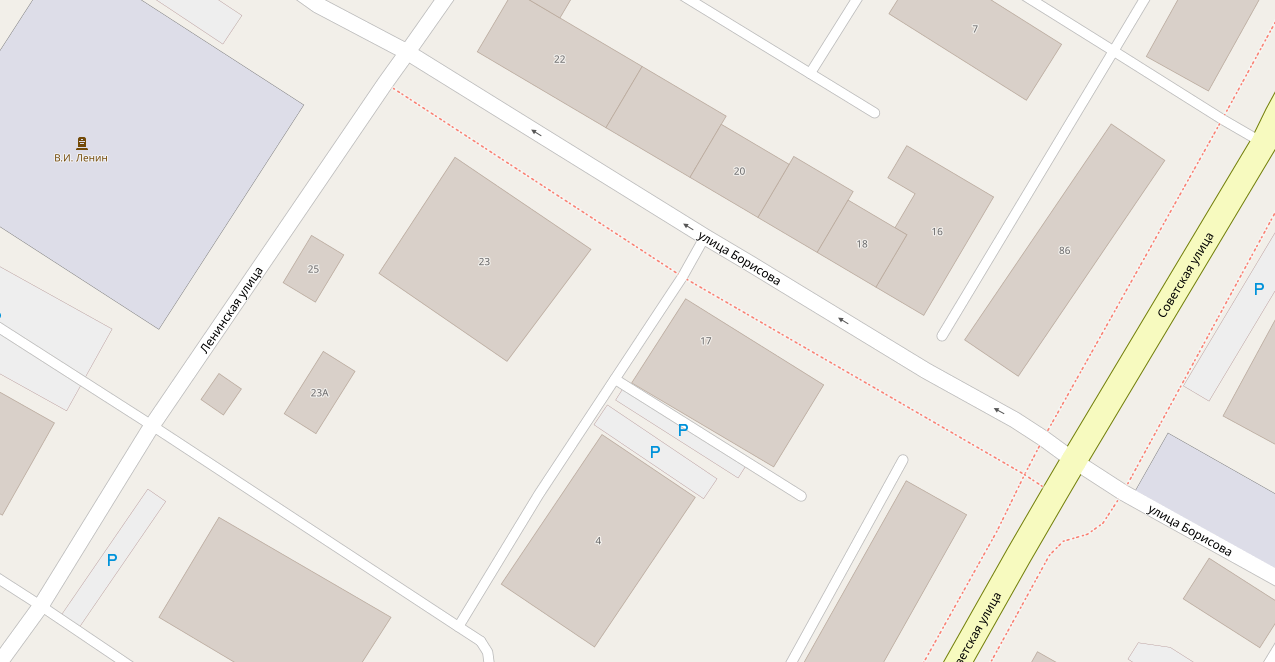 7
22
В.И. Ленин
20
16
18
86
улица Борисова
Советская улица
23
25
Ленинская улица
P
17
23А
P
P
4
P
улица Борисова
ветская улица